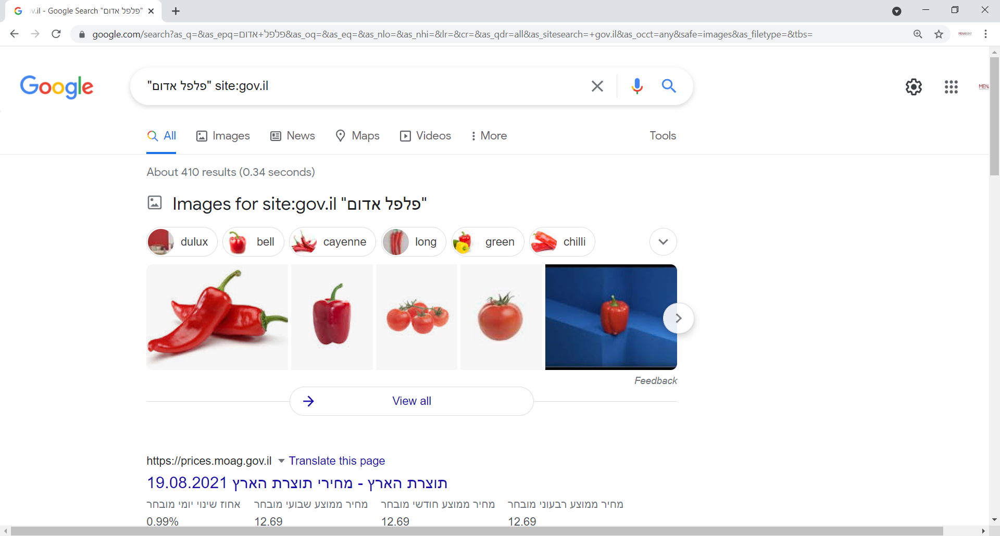 v.il - Google Search "פלפל אדום"
google.com/search?as_q=&as_epq=פלפל+אדום&as_oq=&as_eq=&as_nlo=&as_nhi=&lr=&cr=&as_qdr=all&as_sitesearch=+gov.il&as_occt=any&safe=images&as_filetype=&tbs=
Google
"פלפל אדום" site:gov.il
All
Images
News
Maps
Videos
More
Tools
About 410 results (0.34 seconds)
Images for site:gov.il "פלפל אדום"
dulux
bell
cayenne
long
green
chilli
Feedback
View all
https://prices.moag.gov.il
Translate this page
תוצרת הארץ - מחירי תוצרת הארץ 19.08.2021
אחוז שינוי יומי מובחר
מחיר ממוצע שבועי מובחר
מחיר ממוצע חודשי מובחר
מחיר ממוצע רבעוני מובחר
0.99%
12.69
12.69
12.69